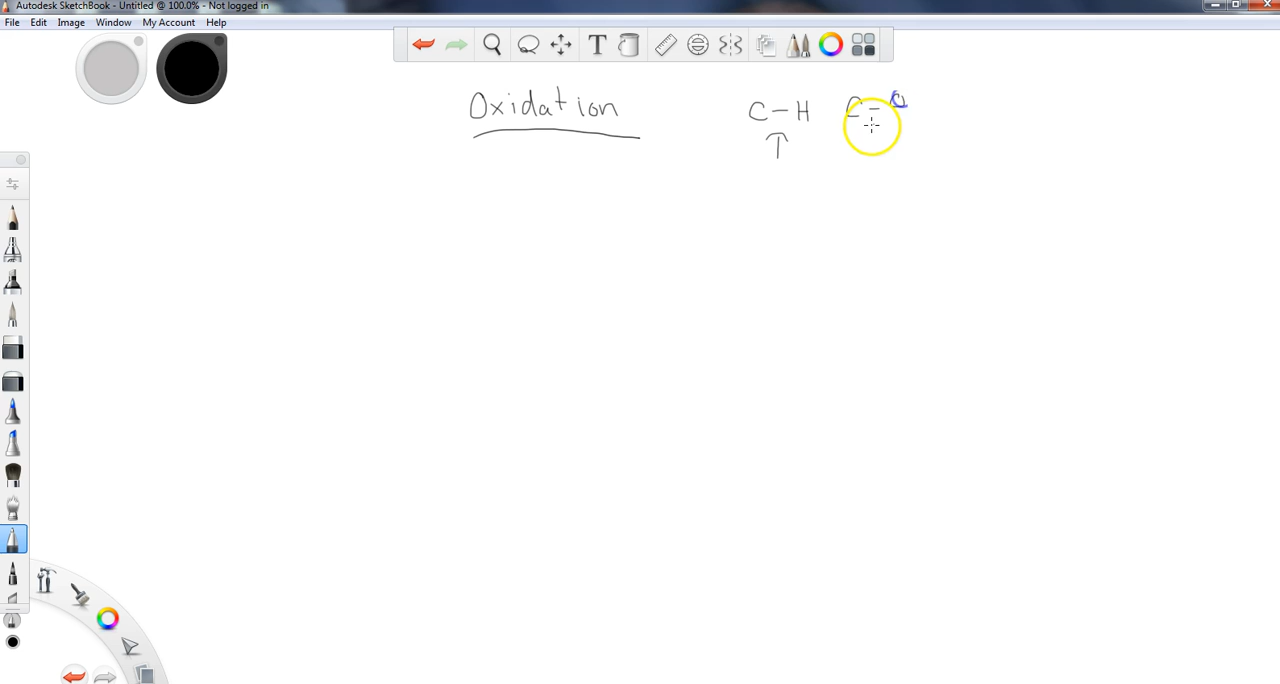 Autodesk SketchBook - Untitled @ 100.0% - Not logged in
File Edit Image Window My Account Help
Oxidation
C-H C-O